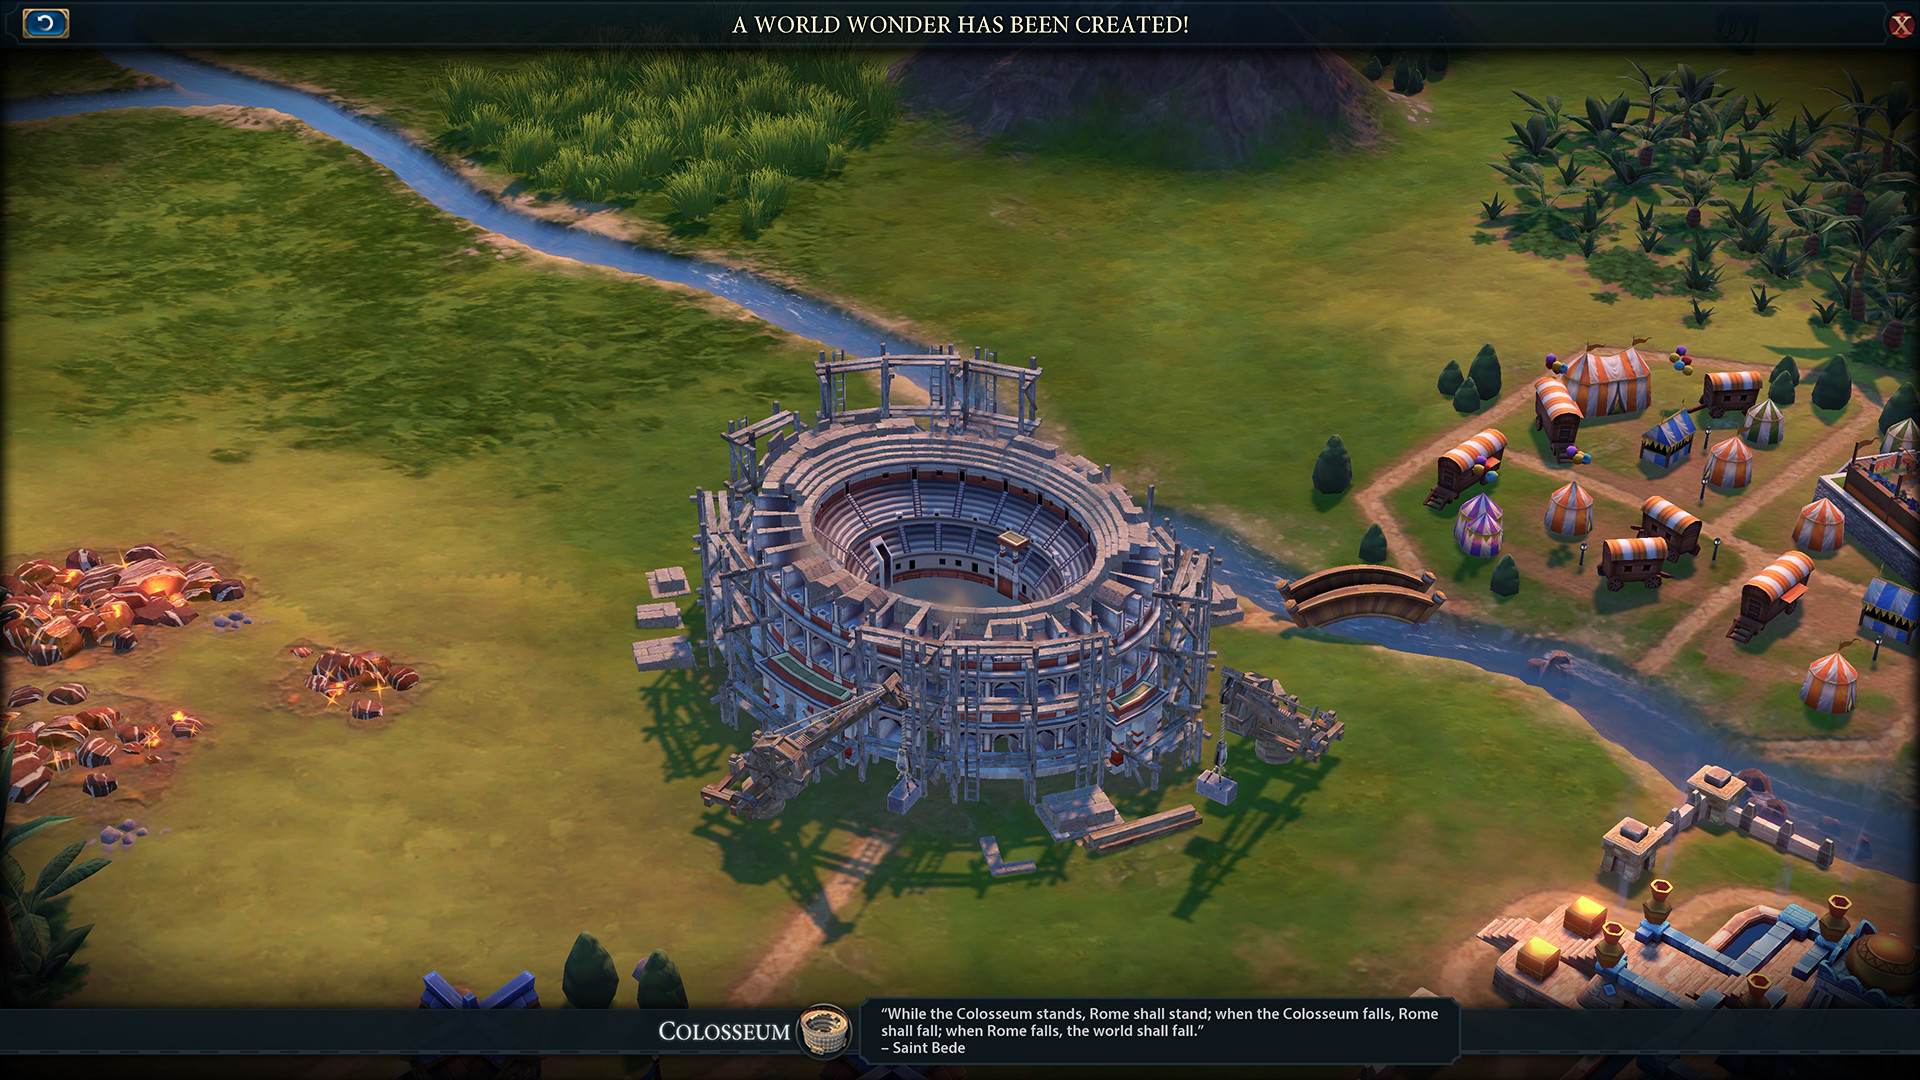 A WORLD WONDER HAS BEEN CREATED!
X
COLOSSEUM
“While the Colosseum stands, Rome shall stand; when the Colosseum falls, Rome
shall fall; when Rome falls, the world shall fall.”
– Saint Bede